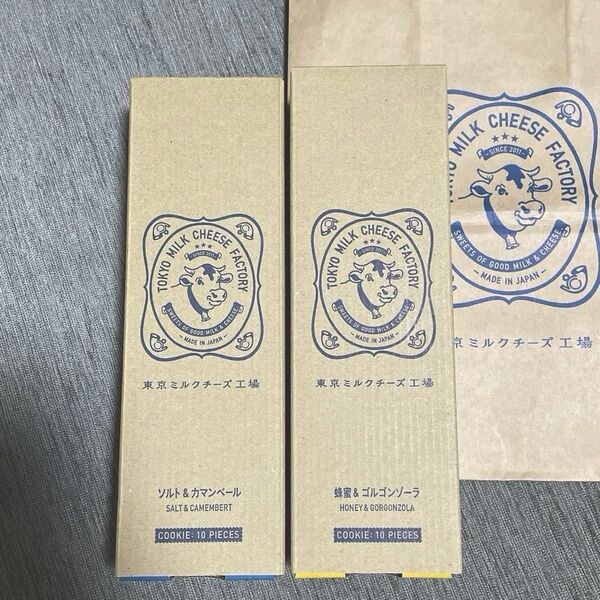 TOKYO MILK CHEESE FACTORY
SINCE 2011
SWEETS OF GOOD MILK & CHEESE
MADE IN JAPAN
東京ミルクチーズ工場
ソルト&カマンベール
SALT & CAMEMBERT
COOKIE: 10 PIECES
TOKYO MILK CHEESE FACTORY
SINCE 2011
SWEETS OF GOOD MILK & CHEESE
MADE IN JAPAN
東京ミルクチーズ工場
蜂蜜&ゴルゴンゾーラ
HONEY & GORGONZOLA
COOKIE: 10 PIECES
TOKYO MILK CHEESE FACTORY
-SINCE 2011-
SWEETS OF GOOD MILK & CHEESE
- MADE IN JAPAN -
京ミルクチーズ工場